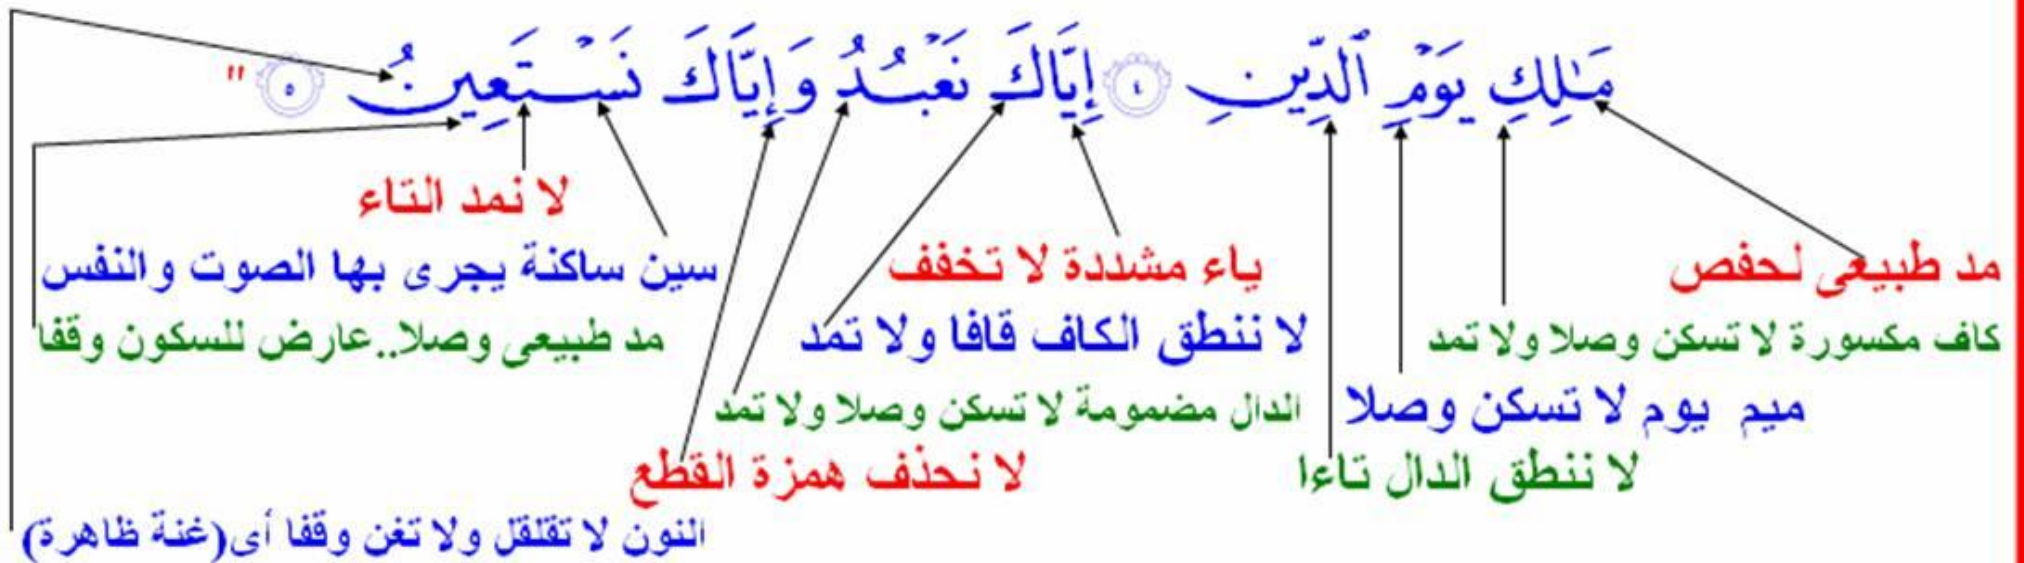 مَـٰلِكِ يَوْمِ ٱلدِّينِ ٤ إِيَّاكَ نَعْبُدُ وَإِيَّاكَ نَسْتَعِينُ ٥ "
لا نمد التاء
مد طبيعى لحفص
ياء مشددة لا تخفف
سين ساكنة يجرى بها الصوت والنفس
كاف مكسورة لا تسكن وصلا ولا تمد
لا ننطق الكاف قافا ولا تمد
مد طبيعى وصلا..عارض للسكون وقفا
ميم يوم لا تسكن وصلا
الدال مضمومة لا تسكن وصلا ولا تمد
لا ننطق الدال تاءا
لا نحذف همزة القطع
النون لا تقلقل ولا تغن وقفا أى(غنة ظاهرة)